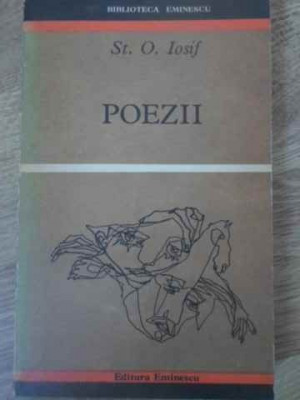 BIBLIOTECA EMINESCU
St. O. Iosif
POEZII
Editura Eminescu